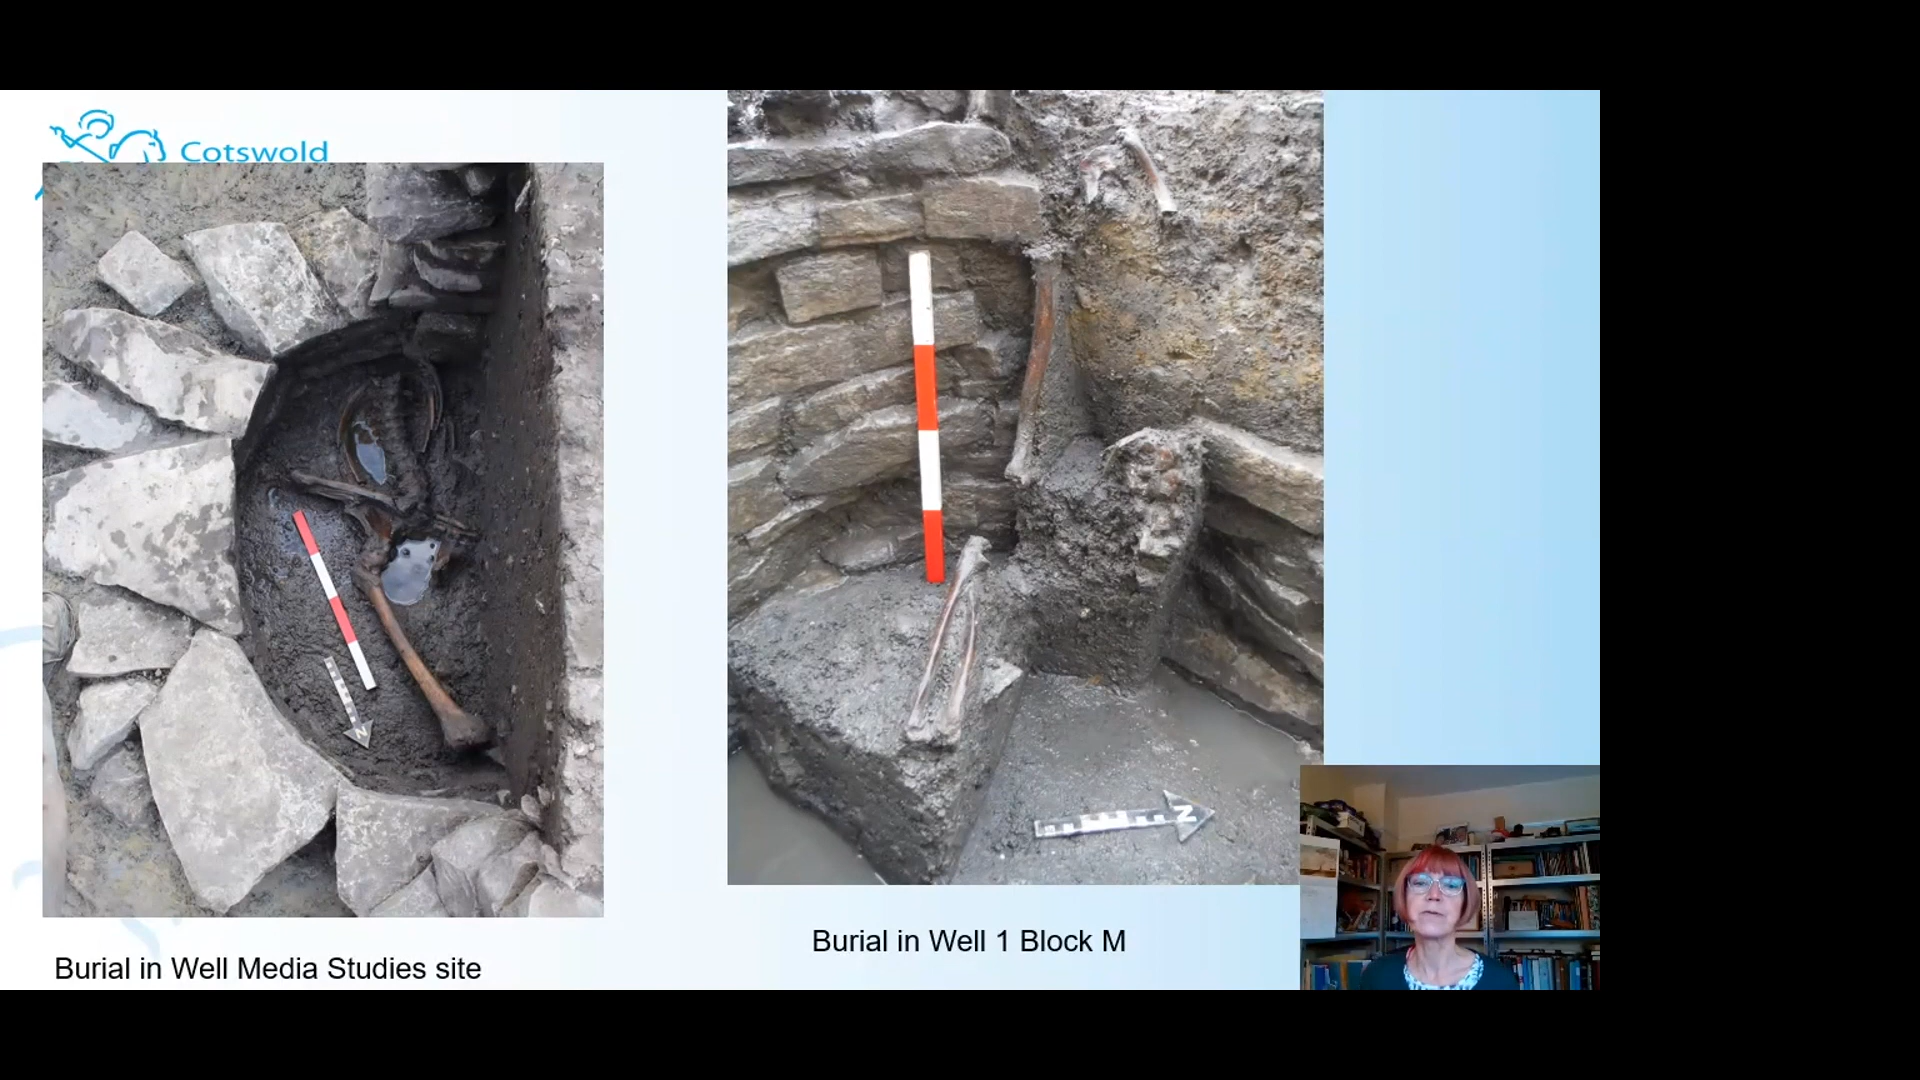 Cotswold
N
N
Burial in Well 1 Block M
Burial in Well Media Studies site